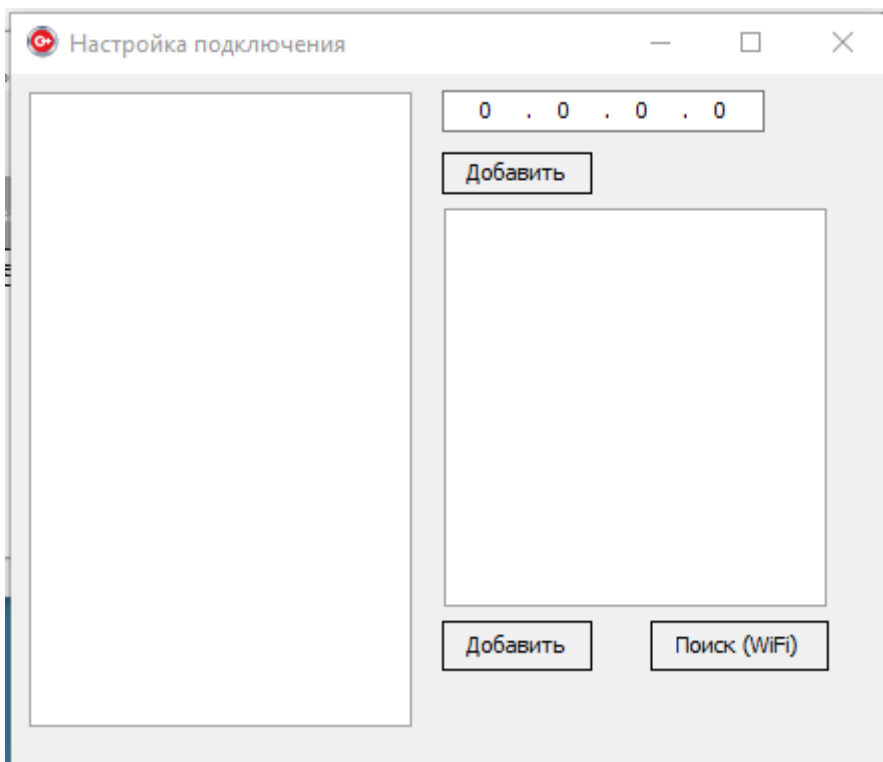 Настройка подключения
0 . 0 . 0 . 0
Добавить
Добавить
Поиск (WiFi)